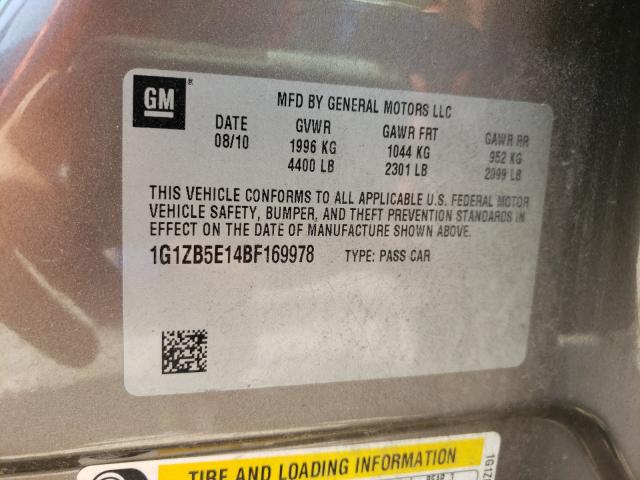 GM ®
MFD BY GENERAL MOTORS LLC
DATE GVWR GAWR FRT GAWR RR
08/10 1996 KG 1044 KG 952 KG
4400 LB 2301 LB 2099 LB
THIS VEHICLE CONFORMS TO ALL APPLICABLE U.S. FEDERAL MOTOR
VEHICLE SAFETY, BUMPER, AND THEFT PREVENTION STANDARDS IN
EFFECT ON THE DATE OF MANUFACTURE SHOWN ABOVE.
1G1ZB5E14BF169978 TYPE: PASS CAR
TIRE AND LOADING INFORMATION
1G1Z